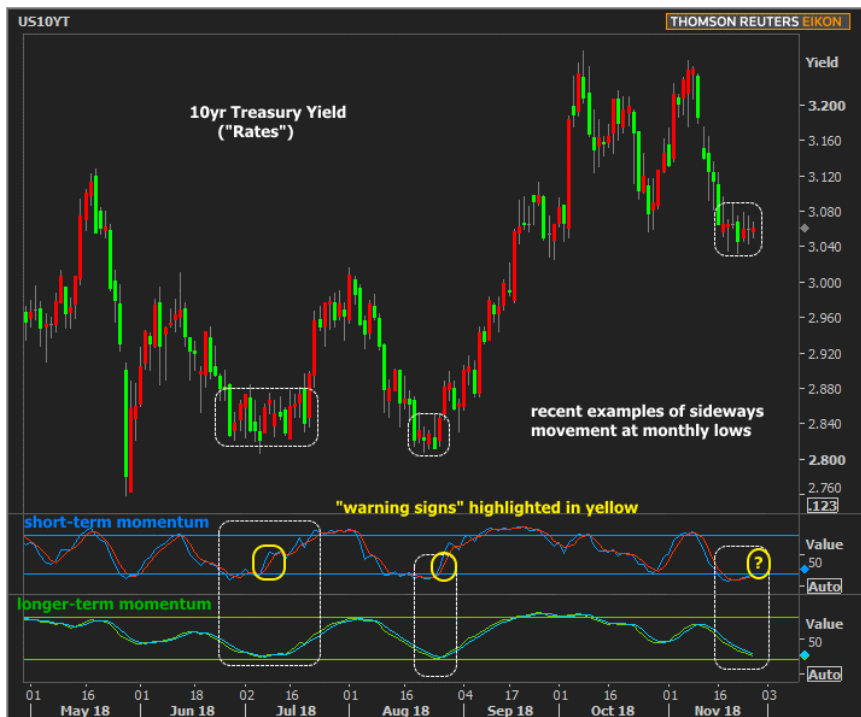 US10YT
THOMSON REUTERS EIKON
Yield
10yr Treasury Yield
("Rates")
3.200
3.160
3.120
3.080
3.040
3.000
2.960
2.920
2.880
recent examples of sideways
movement at monthly lows
2.840
2.800
2.760
.123
"warning signs" highlighted in yellow
short-term momentum
Value
50
?
Auto
longer-term momentum
Value
50
Auto
01 16 01 18 02 16 01 16 04 17 01 16 01 16 03
May 18 Jun 18 Jul 18 Aug 18 Sep 18 Oct 18 Nov 18